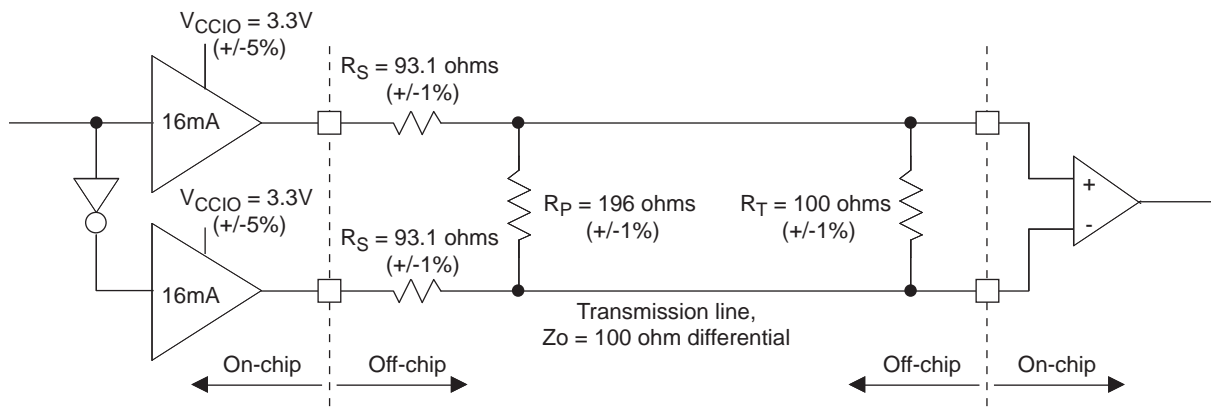 VCCIO = 3.3V
(+/-5%)
16mA
RS = 93.1 ohms
(+/-1%)
VCCIO = 3.3V
(+/-5%)
16mA
RS = 93.1 ohms
(+/-1%)
RP = 196 ohms
(+/-1%)
RT = 100 ohms
(+/-1%)
+
-
Transmission line,
Zo = 100 ohm differential
On-chip
Off-chip
Off-chip
On-chip